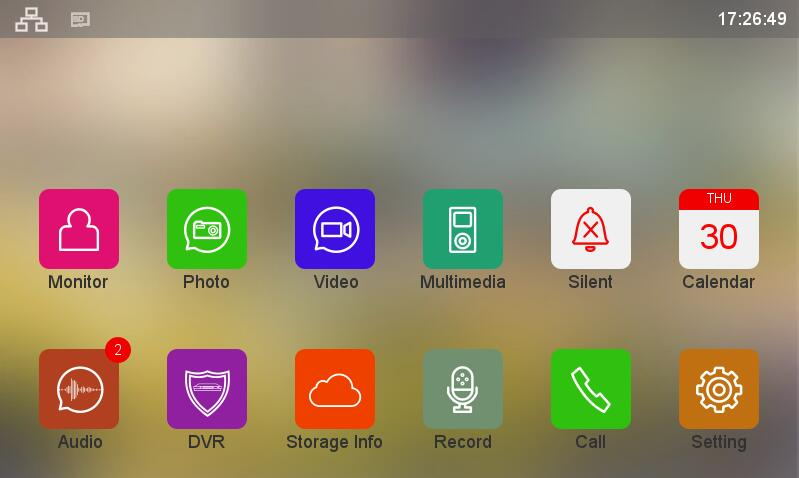 17:26:49
THU
30
Monitor
Photo
Video
Multimedia
Silent
Calendar
2
Audio
DVR
Storage Info
Record
Call
Setting